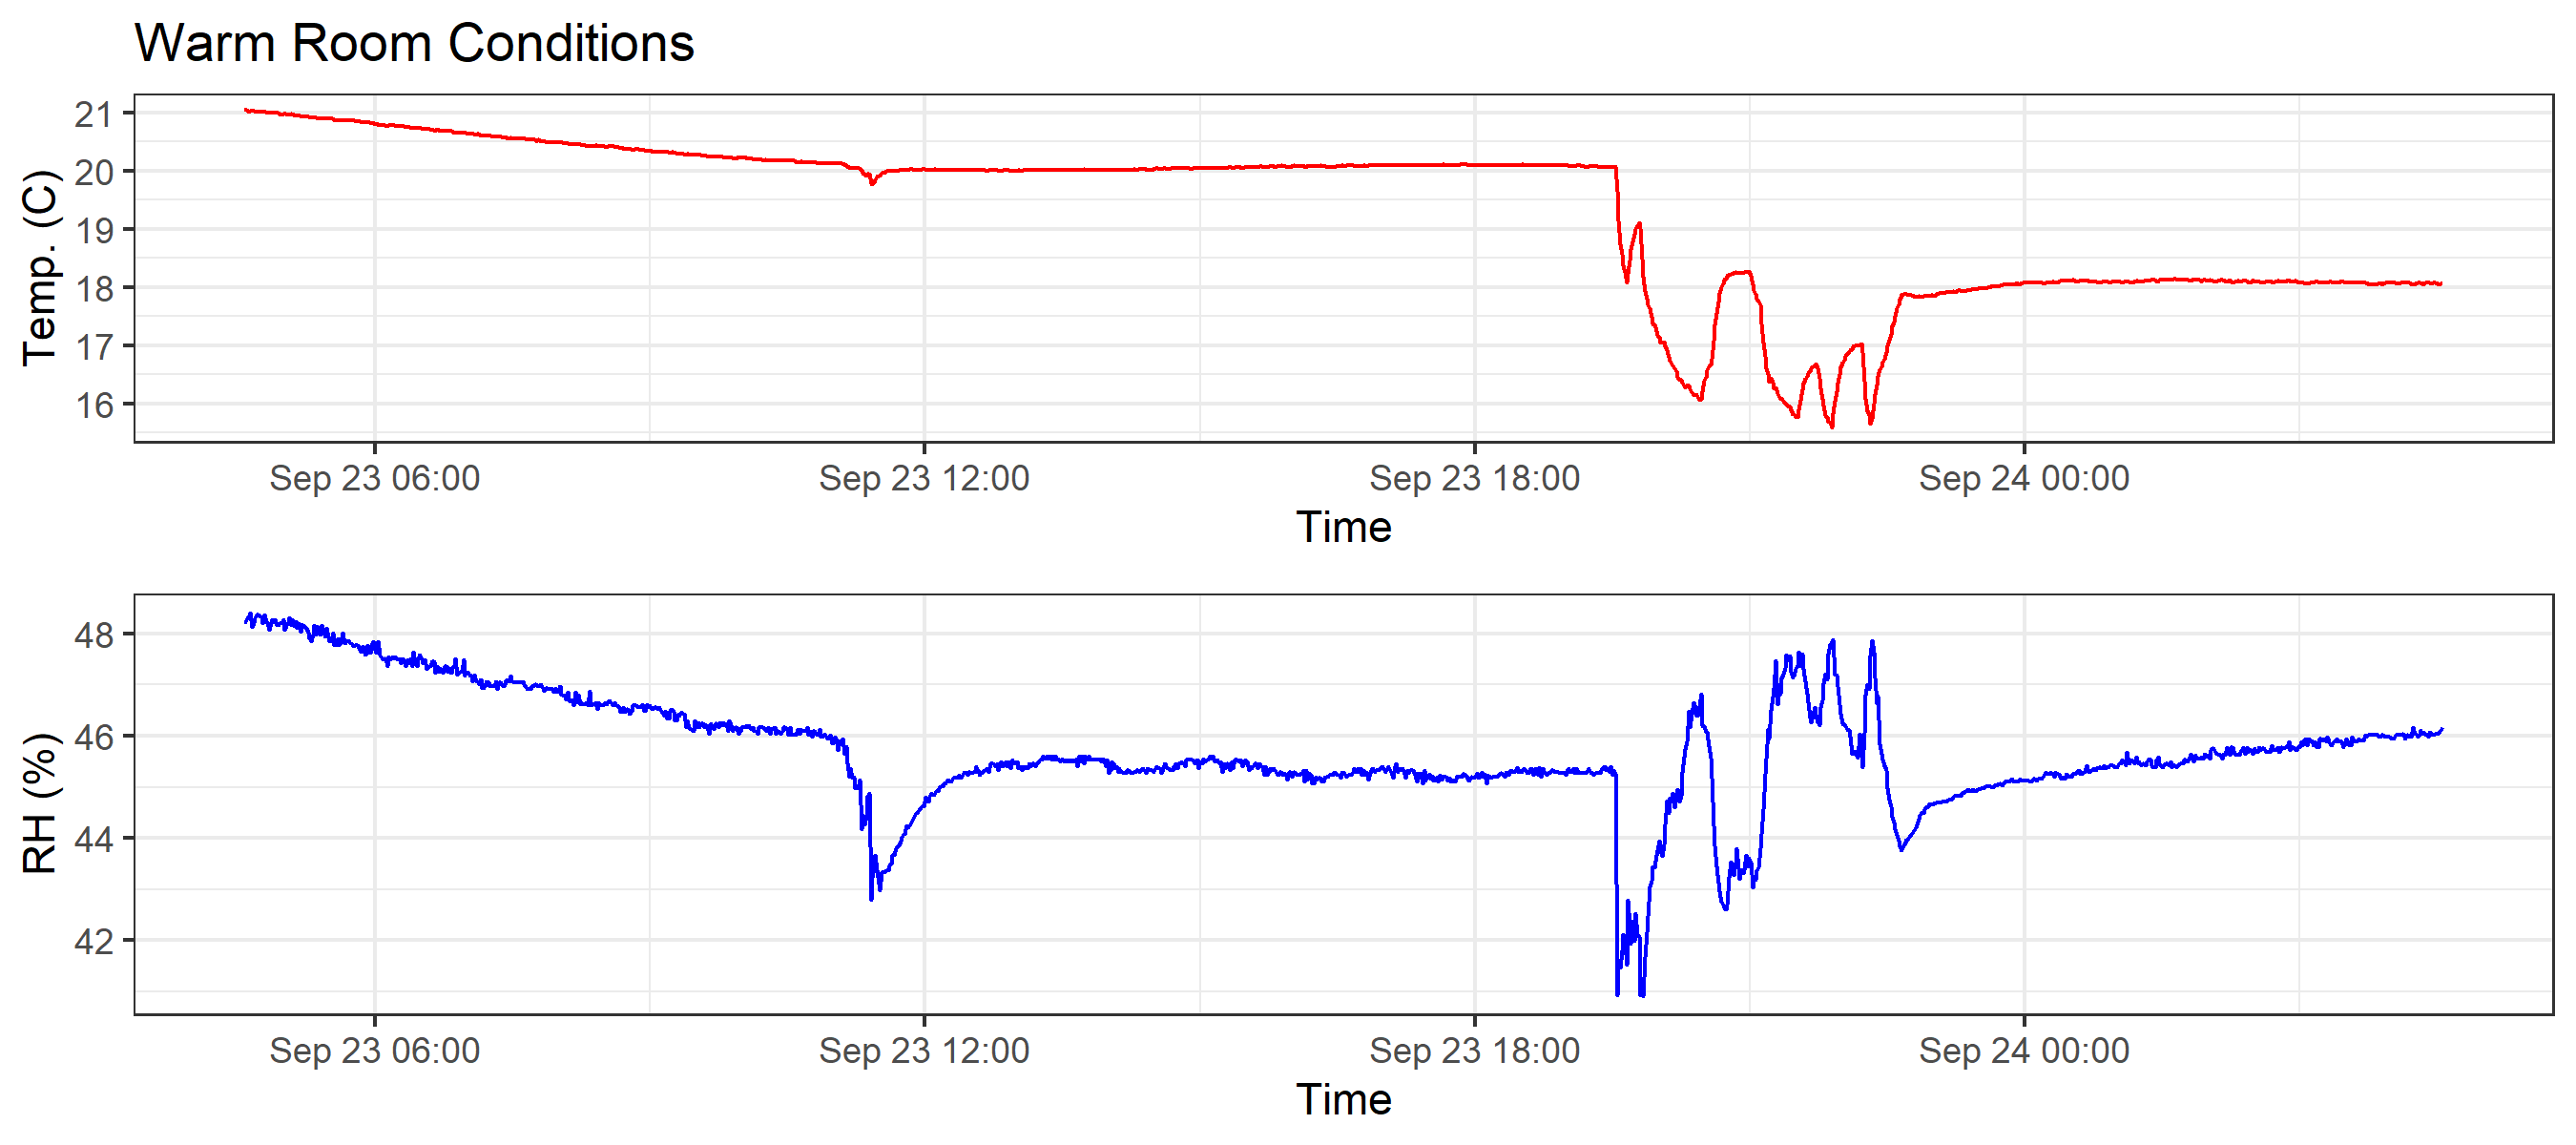 Warm Room Conditions
Temp. (C)
21
20
19
18
17
16
Sep 23 06:00 Sep 23 12:00 Sep 23 18:00 Sep 24 00:00
Time
RH (%)
48
46
44
42
Sep 23 06:00 Sep 23 12:00 Sep 23 18:00 Sep 24 00:00
Time